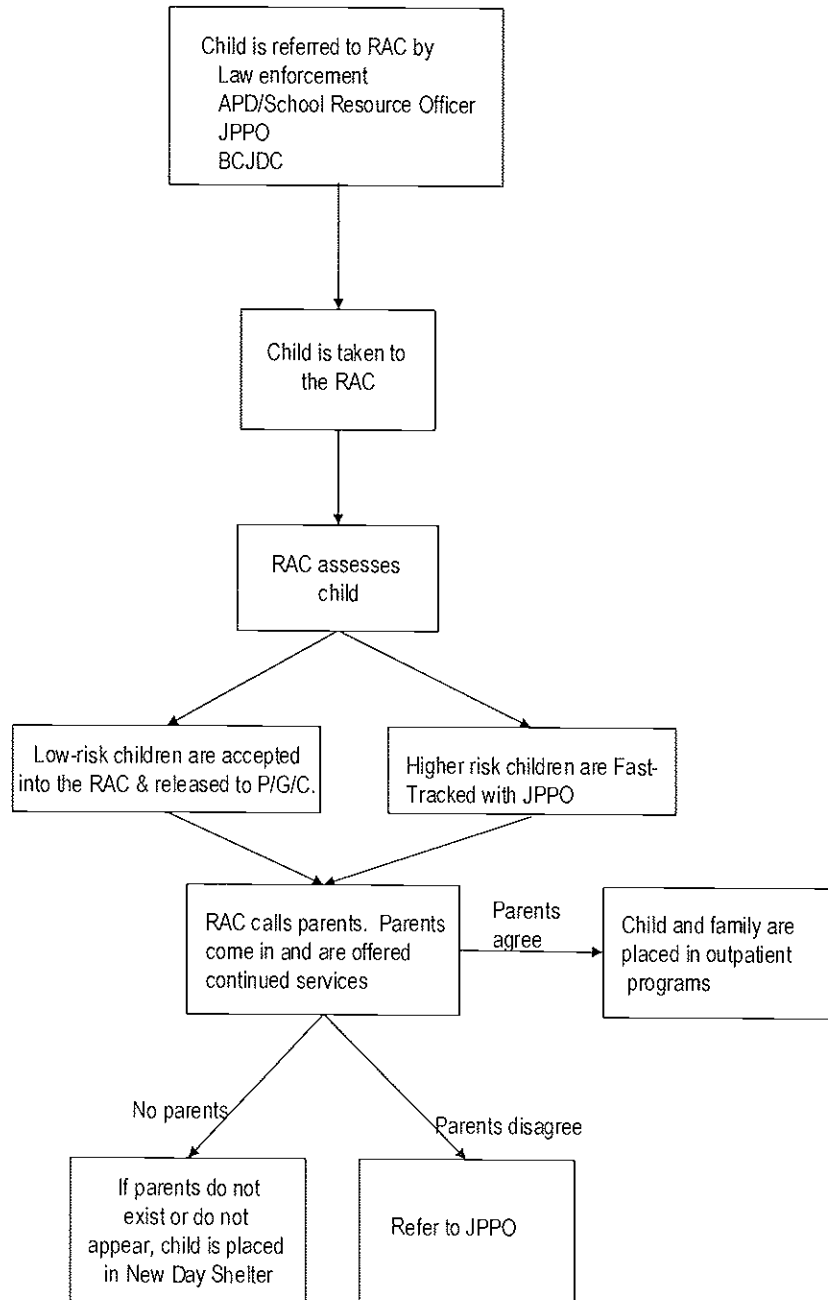 Child is referred to RAC by
Law enforcement
APD/School Resource Officer
JPPO
BCJDC
Child is taken to
the RAC
RAC assesses
child
Low-risk children are accepted
into the RAC & released to P/G/C.
Higher risk children are Fast-
Tracked with JPPO
RAC calls parents. Parents
come in and are offered
continued services
Parents
agree
Child and family are
placed in outpatient
programs
No parents
Parents disagree
If parents do not
exist or do not
appear, child is placed
in New Day Shelter
Refer to JPPO